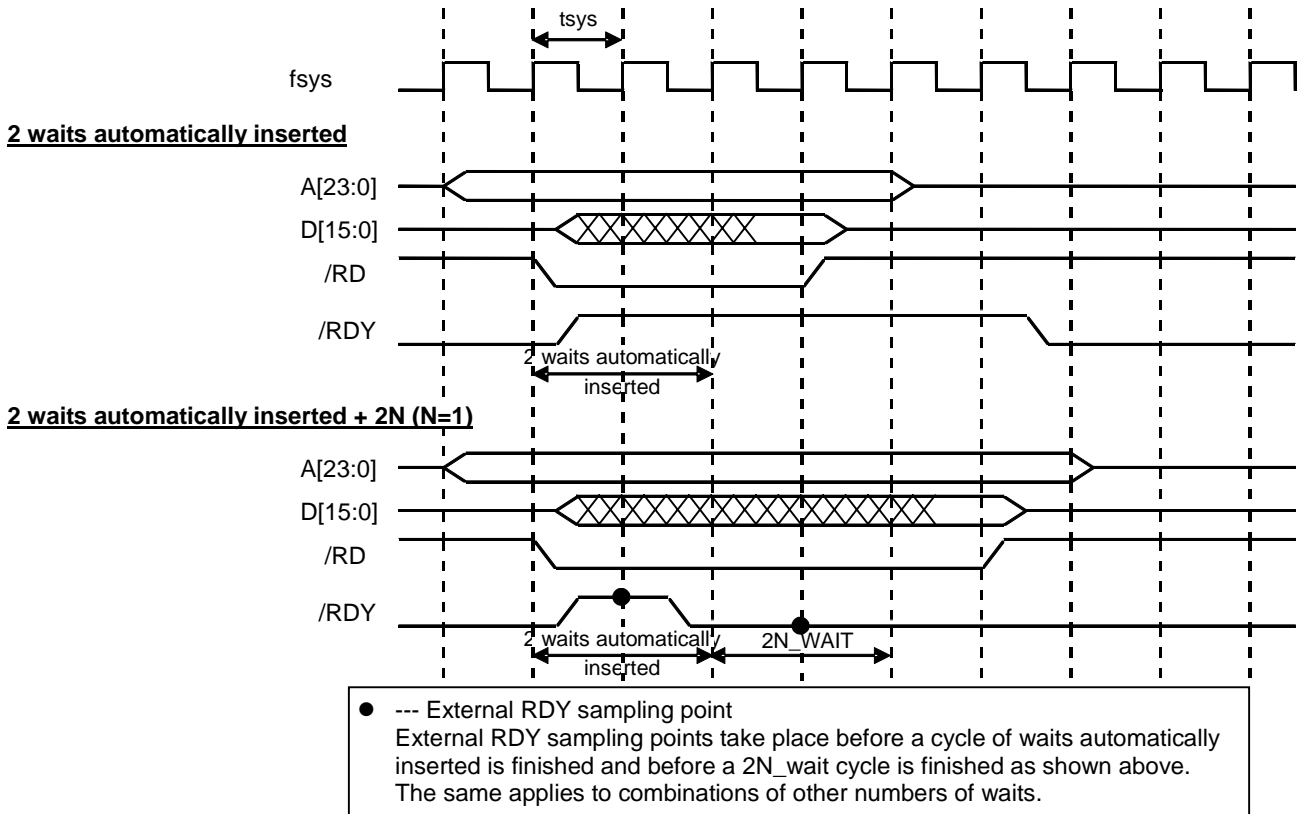 tsys
fsys
2 waits automatically inserted
A[23:0]
D[15:0]
/RD
/RDY
2 waits automatically
inserted
2 waits automatically inserted + 2N (N=1)
A[23:0]
D[15:0]
/RD
/RDY
2 waits automatically
inserted
2N_WAIT
● --- External RDY sampling point
External RDY sampling points take place before a cycle of waits automatically
inserted is finished and before a 2N_wait cycle is finished as shown above.
The same applies to combinations of other numbers of waits.